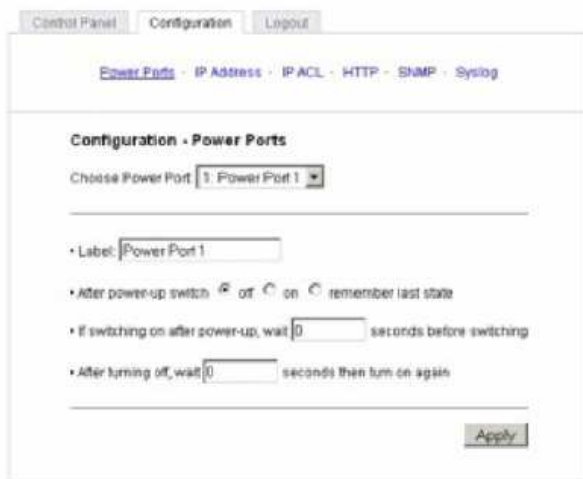 Control Panel Configuration Logout
Power Ports · IP Address · IP ACL · HTTP · SNMP · Syslog
Configuration - Power Ports
Choose Power Port: 1: Power Port 1
• Label: Power Port 1
• After power-up switch off on remember last state
• If switching on after power-up, wait 0 seconds before switching
• After turning off, wait 0 seconds then turn on again
Apply